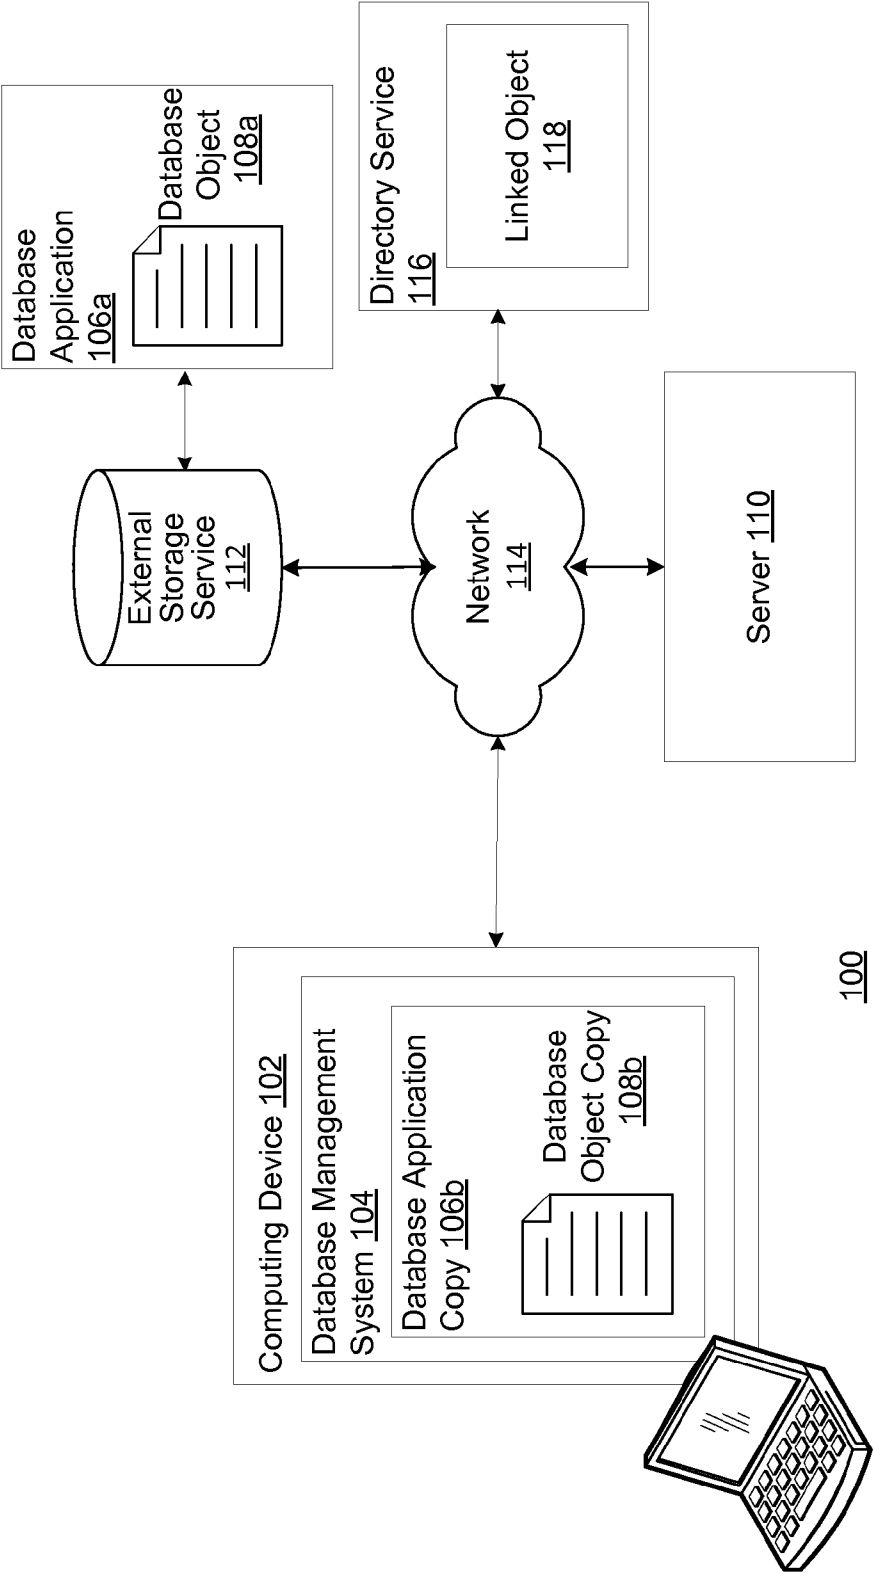 Computing Device 102
Database Management
System 104
Database Application
Copy 106b
Database
Object Copy
108b
External
Storage
Service
112
Database
Application
106a
Database
Object
108a
Network
114
Directory Service
116
Linked Object
118
Server 110
100